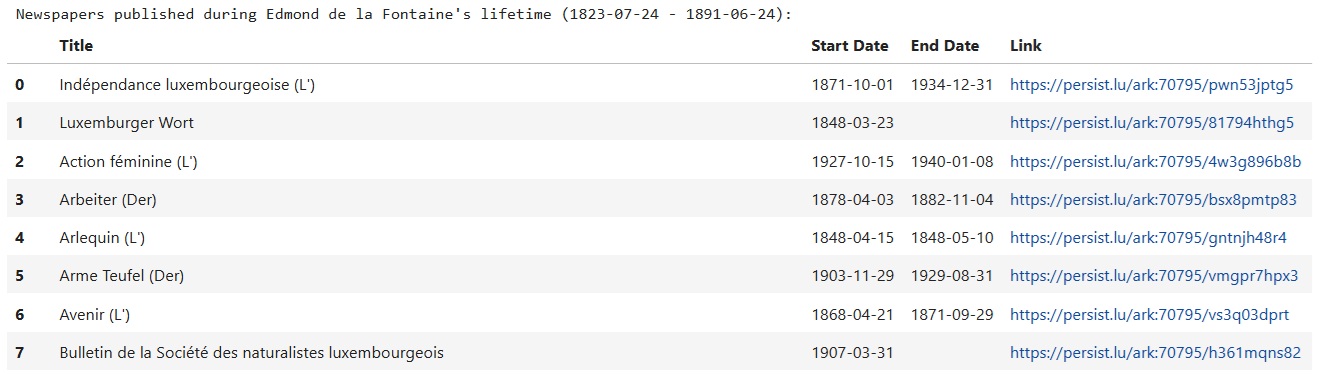 Newspapers published during Edmond de la Fontaine's lifetime (1823-07-24 - 1891-06-24):
Title Start Date End Date Link
0 Indépendance luxembourgeoise (L') 1871-10-01 1934-12-31 https://persist.lu/ark:70795/pwn53jptg5
1 Luxemburger Wort 1848-03-23 https://persist.lu/ark:70795/81794hthg5
2 Action féminine (L') 1927-10-15 1940-01-08 https://persist.lu/ark:70795/4w3g896b8b
3 Arbeiter (Der) 1878-04-03 1882-11-04 https://persist.lu/ark:70795/bsx8pmtp83
4 Arlequin (L') 1848-04-15 1848-05-10 https://persist.lu/ark:70795/gntnjh48r4
5 Arme Teufel (Der) 1903-11-29 1929-08-31 https://persist.lu/ark:70795/vmgpr7hpx3
6 Avenir (L') 1868-04-21 1871-09-29 https://persist.lu/ark:70795/vs3q03dprt
7 Bulletin de la Société des naturalistes luxembourgeois 1907-03-31 https://persist.lu/ark:70795/h361mqns82